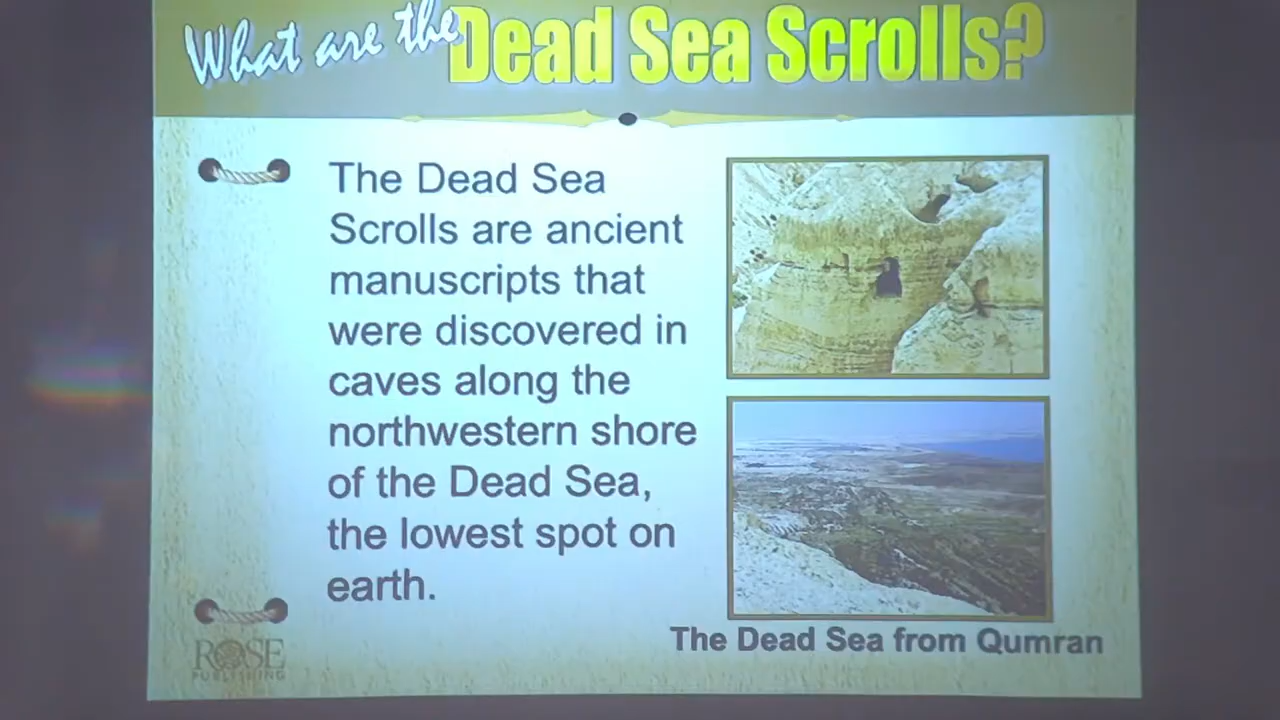 What are the Dead Sea Scrolls?
The Dead Sea
Scrolls are ancient
manuscripts that
were discovered in
caves along the
northwestern shore
of the Dead Sea,
the lowest spot on
earth.
The Dead Sea from Qumran
ROSE
PUBLISHING